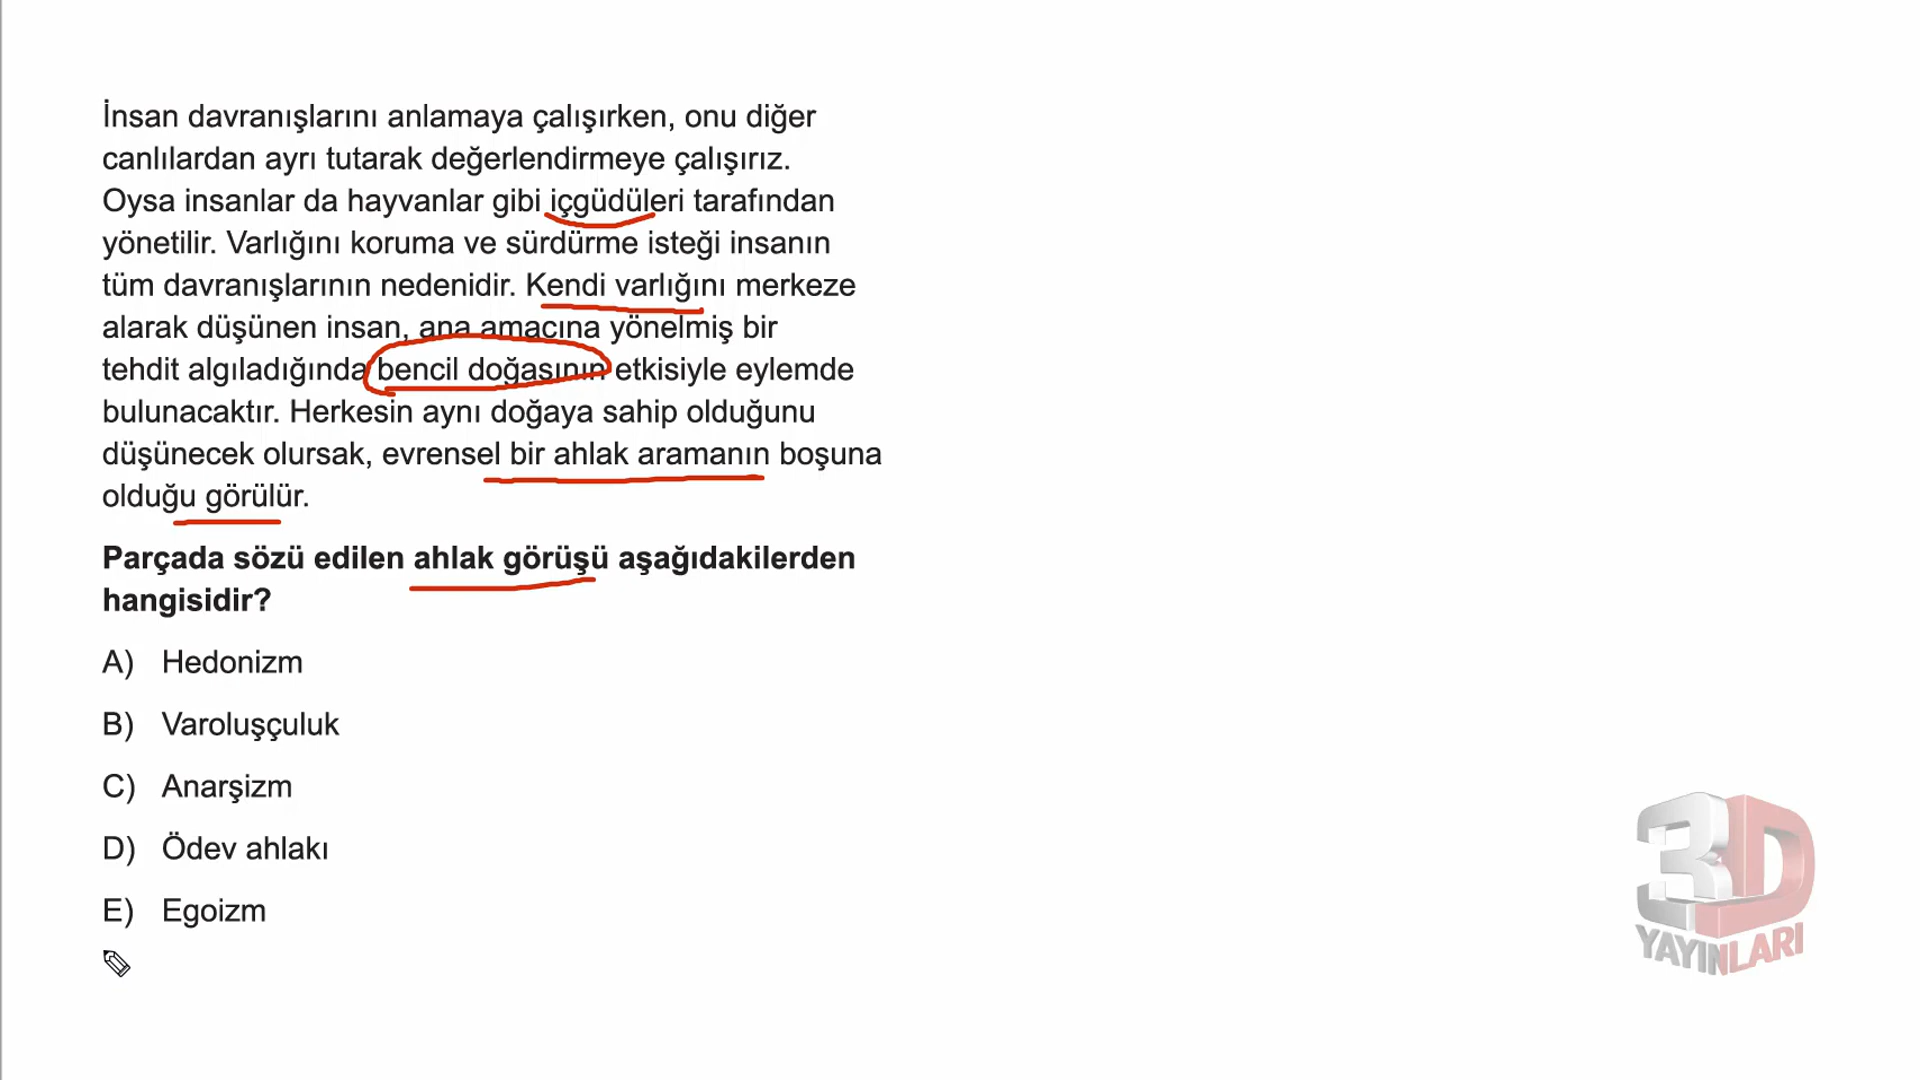 İnsan davranışlarını anlamaya çalışırken, onu diğer
canlılardan ayrı tutarak değerlendirmeye çalışırız.
Oysa insanlar da hayvanlar gibi içgüdüleri tarafından
yönetilir. Varlığını koruma ve sürdürme isteği insanın
tüm davranışlarının nedenidir. Kendi varlığını merkeze
alarak düşünen insan, ana amacına yönelmiş bir
tehdit algıladığında bencil doğasının etkisiyle eylemde
bulunacaktır. Herkesin aynı doğaya sahip olduğunu
düşünecek olursak, evrensel bir ahlak aramanın boşuna
olduğu görülür.
Parçada sözü edilen ahlak görüşü aşağıdakilerden
hangisidir?
A) Hedonizm
B) Varoluşçuluk
C) Anarşizm
D) Ödev ahlakı
E) Egoizm
3D
YAYINLARI